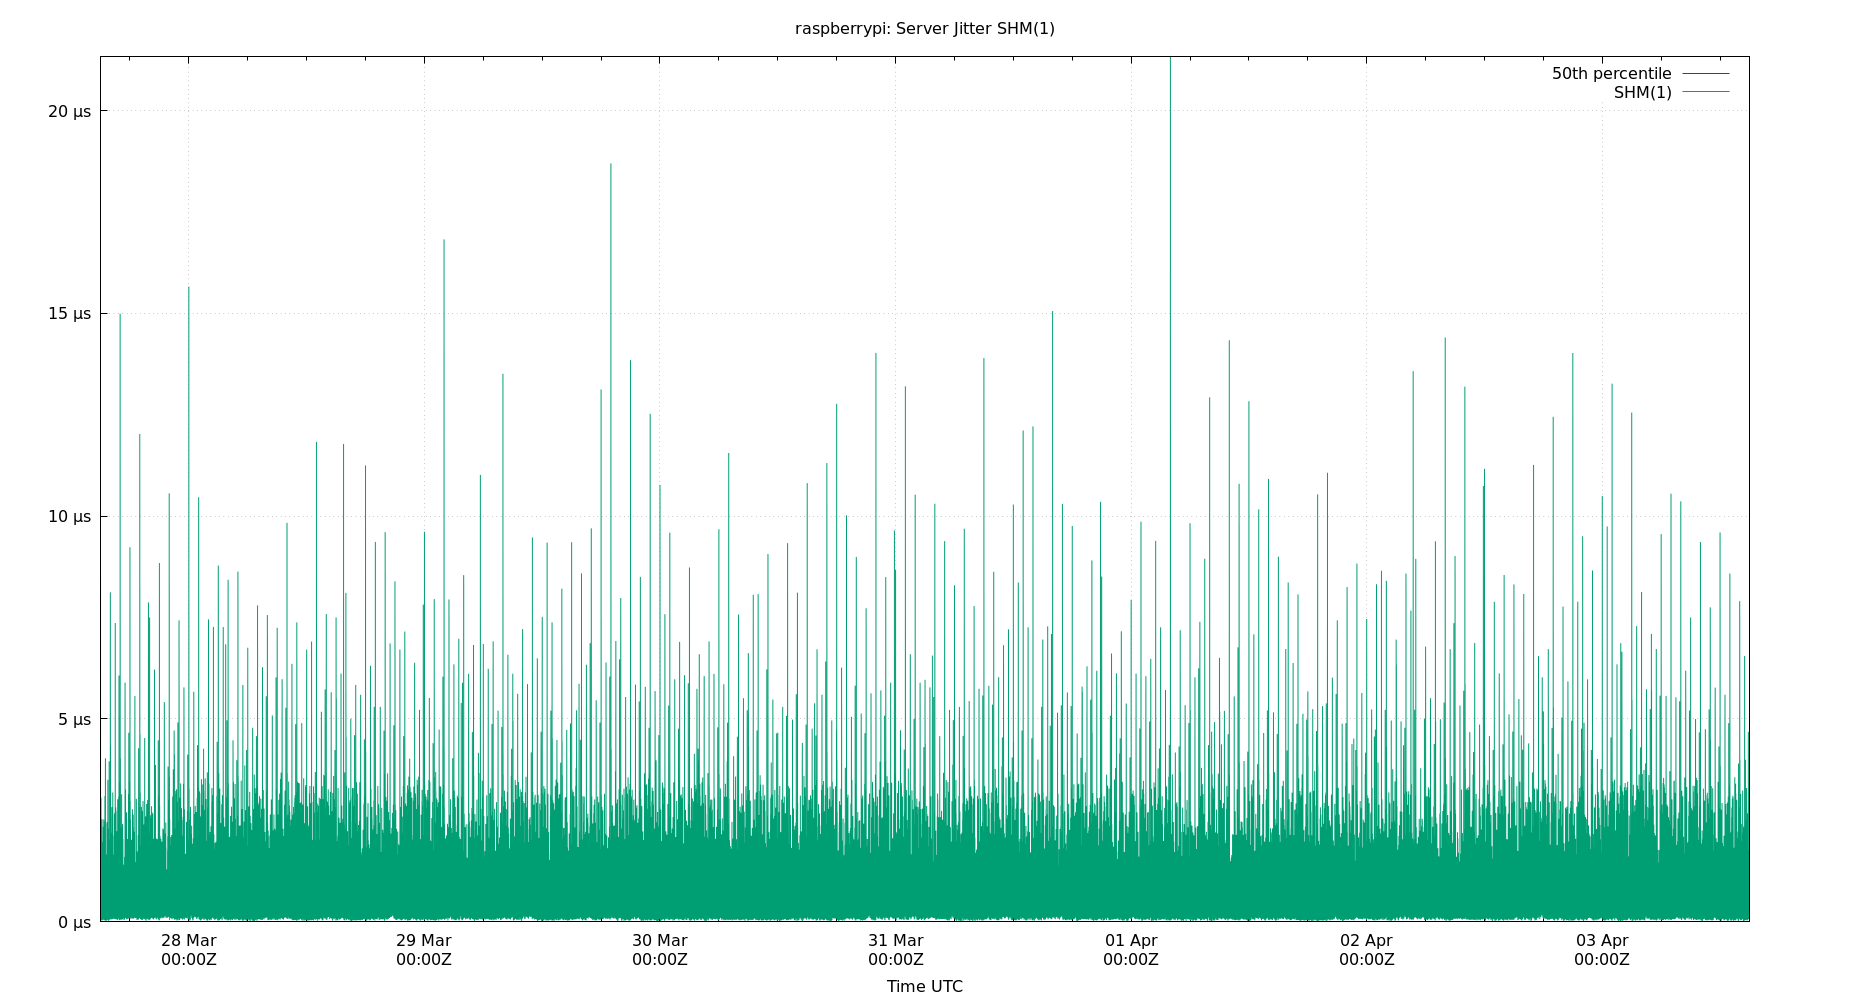 raspberrypi: Server Jitter SHM(1)
50th percentile
SHM(1)
20 µs
15 µs
10 µs
5 µs
0 µs
28 Mar 29 Mar 30 Mar 31 Mar 01 Apr 02 Apr 03 Apr
00:00Z 00:00Z 00:00Z 00:00Z 00:00Z 00:00Z 00:00Z
Time UTC